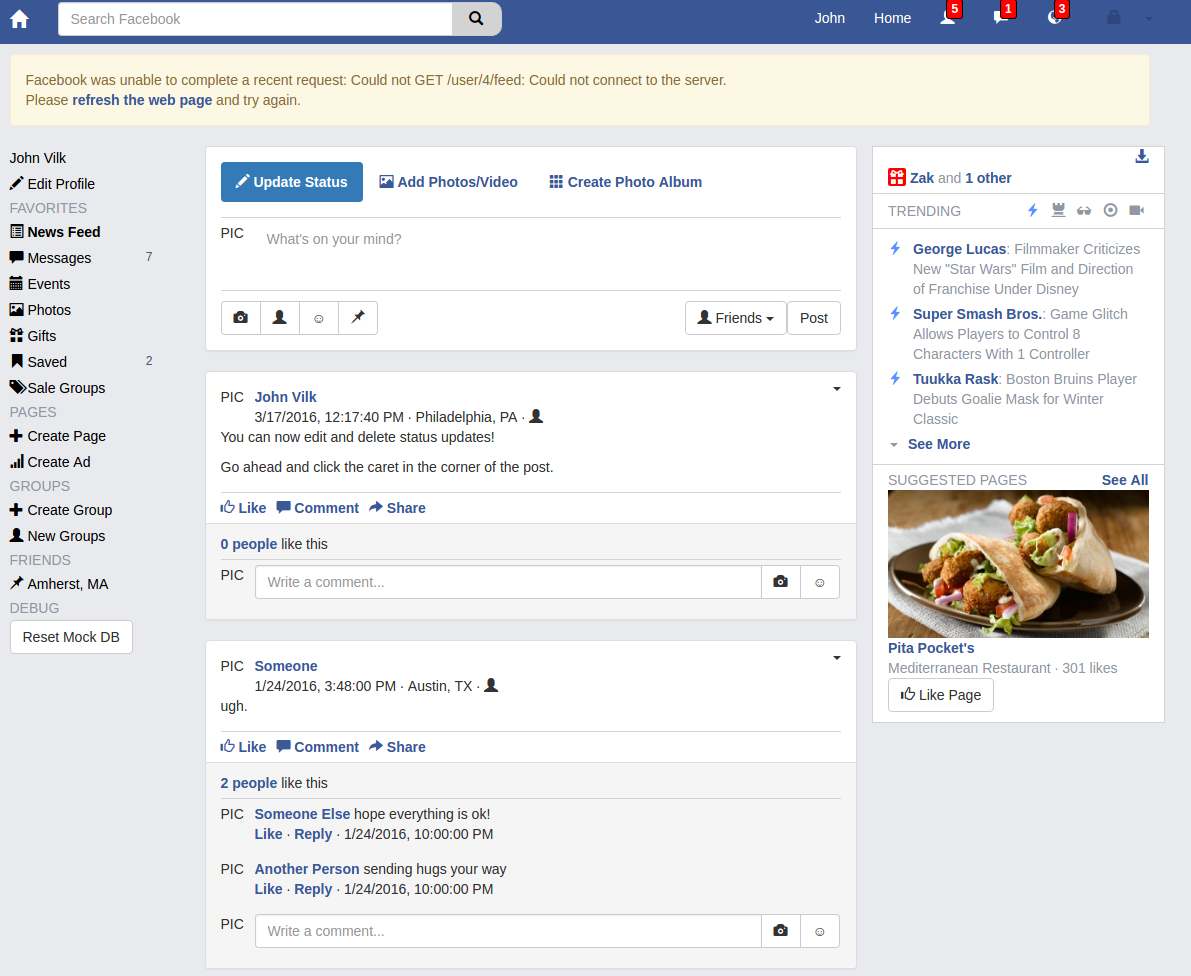 Search Facebook
John Home 5 1 3
Facebook was unable to complete a recent request: Could not GET /user/4/feed: Could not connect to the server.
Please refresh the web page and try again.
John Vilk
Edit Profile
FAVORITES
News Feed
Messages 7
Events
Photos
Gifts
Saved 2
Sale Groups
PAGES
Create Page
Create Ad
GROUPS
Create Group
New Groups
FRIENDS
Amherst, MA
DEBUG
Reset Mock DB
Update Status Add Photos/Video Create Photo Album
PIC What's on your mind?
Friends Post
PIC John Vilk
3/17/2016, 12:17:40 PM · Philadelphia, PA ·
You can now edit and delete status updates!
Go ahead and click the caret in the corner of the post.
Like Comment Share
0 people like this
PIC Write a comment...
PIC Someone
1/24/2016, 3:48:00 PM · Austin, TX ·
ugh.
Like Comment Share
2 people like this
PIC Someone Else hope everything is ok!
Like · Reply · 1/24/2016, 10:00:00 PM
PIC Another Person sending hugs your way
Like · Reply · 1/24/2016, 10:00:00 PM
PIC Write a comment...
Zak and 1 other
TRENDING
George Lucas: Filmmaker Criticizes
New "Star Wars" Film and Direction
of Franchise Under Disney
Super Smash Bros.: Game Glitch
Allows Players to Control 8
Characters With 1 Controller
Tuukka Rask: Boston Bruins Player
Debuts Goalie Mask for Winter
Classic
See More
SUGGESTED PAGES See All
Pita Pocket's
Mediterranean Restaurant · 301 likes
Like Page